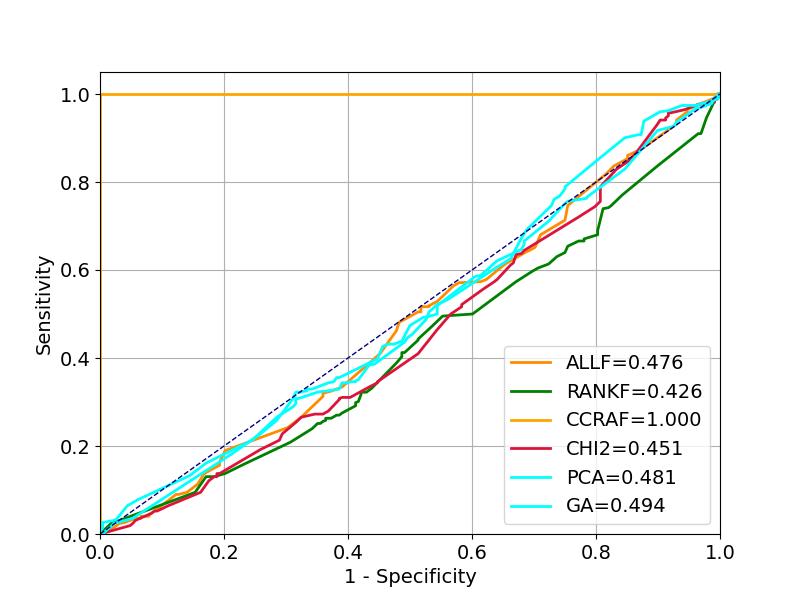 1.0
0.8
0.6
0.4
0.2
0.0
Sensitivity
ALLF=0.476
RANKF=0.426
CCRAF=1.000
CHI2=0.451
PCA=0.481
GA=0.494
0.0 0.2 0.4 0.6 0.8 1.0
1 - Specificity